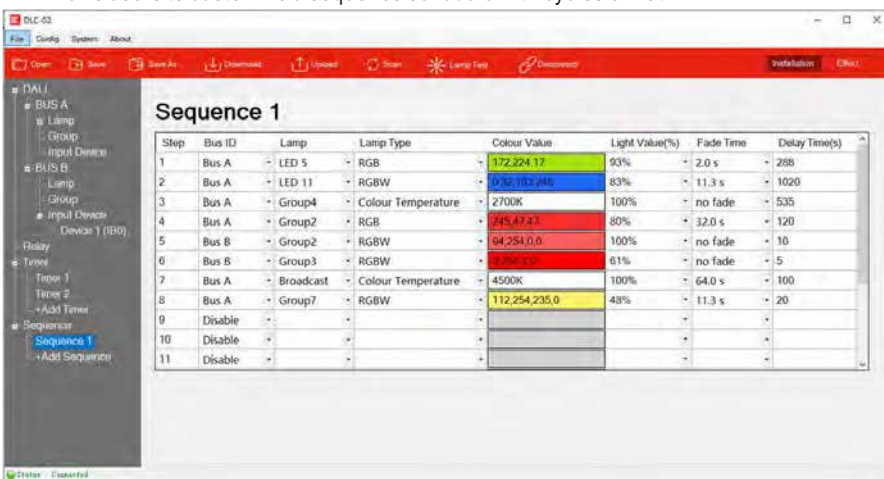 DLC-02
File Config System About
Open Save Save As Download Upload Scan Lamp Test Disconnect Installation Effect
DALI
BUS A
Lamp
Group
Input Device
BUS B
Lamp
Group
Input Device
Device 1 (IB0)
Relay
Timer
Timer 1
Timer 2
+Add Timer
Sequence
Sequence 1
+Add Sequence
Sequence 1
Step Bus ID Lamp Lamp Type Colour Value Light Value(%) Fade Time Delay Time(s)
1 Bus A LED 5 RGB 172,224,17 93% 2.0 s 288
2 Bus A LED 11 RGBW 83% 11.3 s 1020
3 Bus A Group4 Colour Temperature 2700K 100% no fade 535
4 Bus A Group2 RGB 245,47,47 80% 32.0 s 120
5 Bus B Group2 RGBW 64,254,0,0 100% no fade 10
6 Bus B Group3 RGBW 61% no fade 5
7 Bus A Broadcast Colour Temperature 4500K 100% 64.0 s 100
8 Bus A Group7 RGBW 112,254,235,0 48% 11.3 s 20
9 Disable
10 Disable
11 Disable
Status : Connected